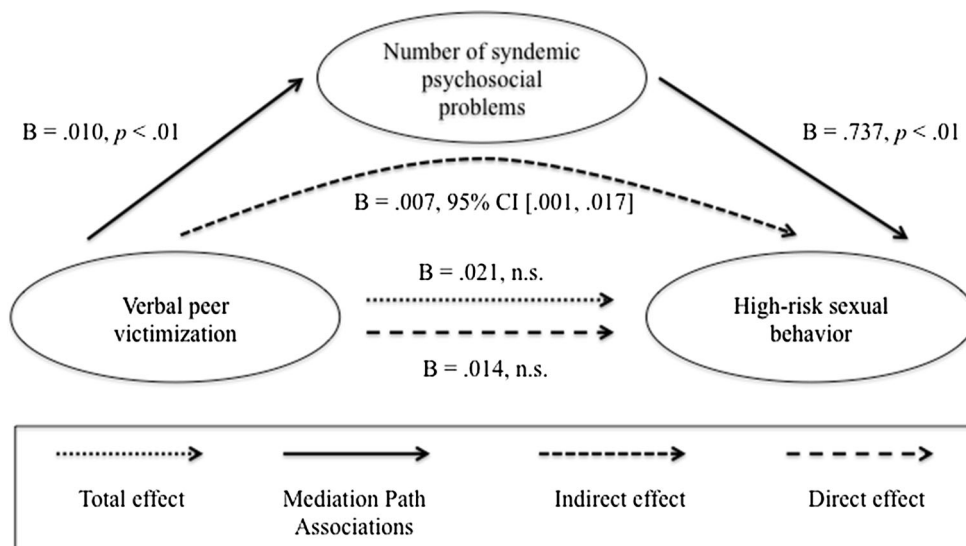 Number of syndemic
psychosocial
problems
B = .010, p < .01
B = .737, p < .01
B = .007, 95% CI [.001, .017]
B = .021, n.s.
Verbal peer
victimization
High-risk sexual
behavior
B = .014, n.s.
Total effect
Mediation Path
Associations
Indirect effect
Direct effect